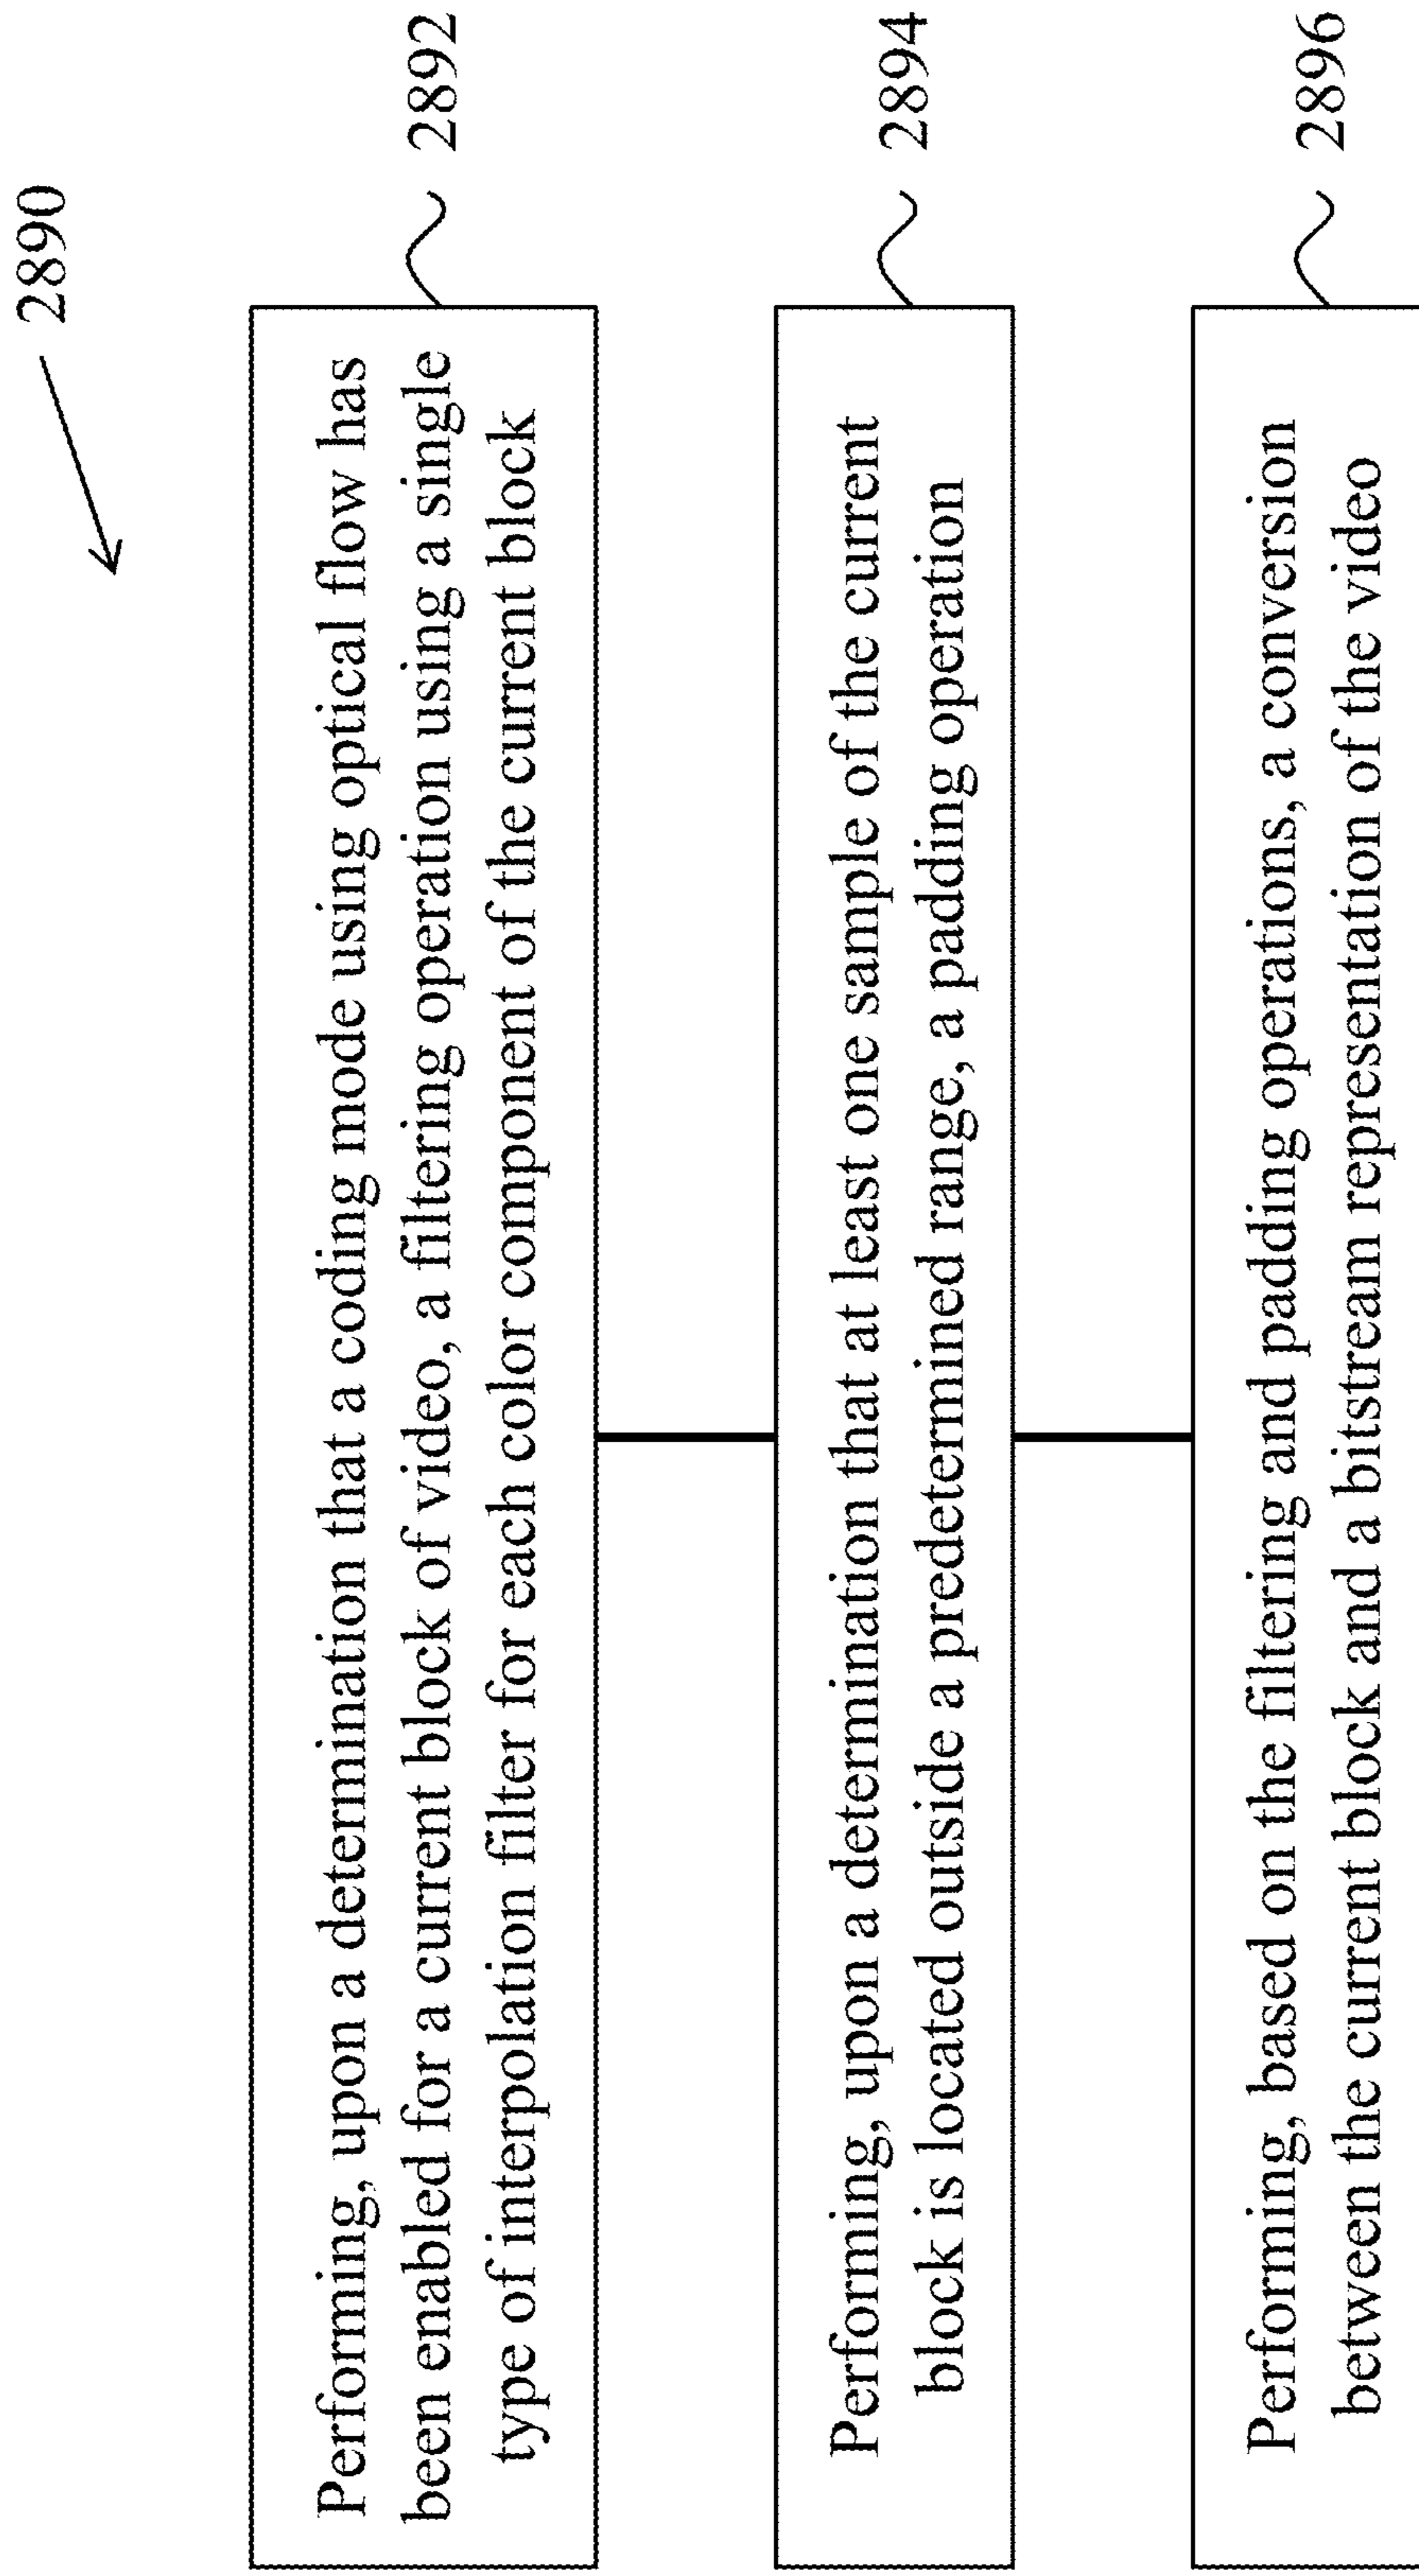 2890
Performing, upon a determination that a coding mode using optical flow has
been enabled for a current block of video, a filtering operation using a single
type of interpolation filter for each color component of the current block
2892
Performing, upon a determination that at least one sample of the current
block is located outside a predetermined range, a padding operation
2894
Performing, based on the filtering and padding operations, a conversion
between the current block and a bitstream representation of the video
2896